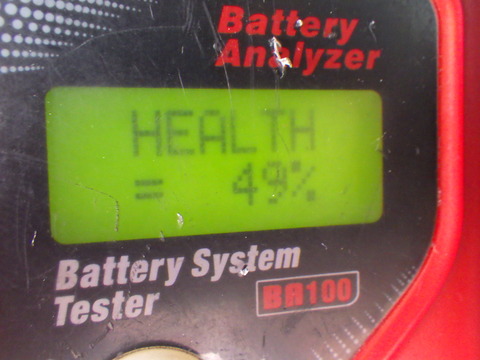 Battery
Analyzer
HEALTH
= 49%
Battery System
Tester
BA100